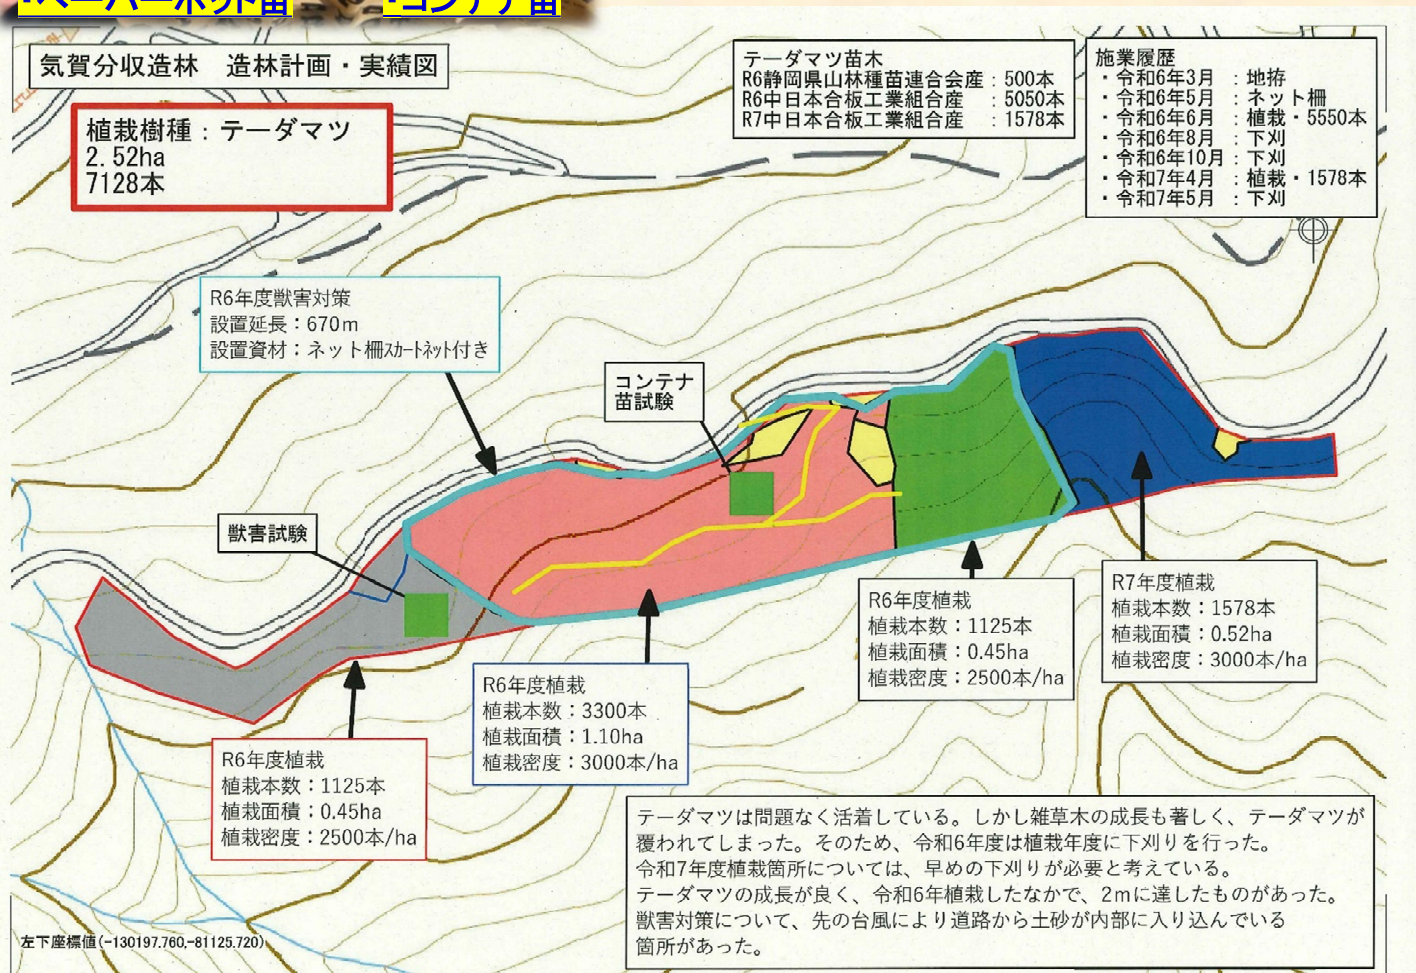 ・ペーパーポット苗　・コンテナ苗
気賀分収造林　造林計画・実績図
植栽樹種：テーダマツ
2.52ha
7128本
テーダマツ苗木
R6静岡県山林種苗連合会産：500本
R6中日本合板工業組合産　：5050本
R7中日本合板工業組合産　：1578本
施業履歴
・令和6年3月　：地拵
・令和6年5月　：ネット柵
・令和6年6月　：植栽・5550本
・令和6年8月　：下刈
・令和6年10月：下刈
・令和7年4月　：植栽・1578本
・令和7年5月　：下刈
R6年度獣害対策
設置延長：670m
設置資材：ネット柵スカートネット付き
コンテナ
苗試験
獣害試験
R7年度植栽
植栽本数：1578本
植栽面積：0.52ha
植栽密度：3000本/ha
R6年度植栽
植栽本数：1125本
植栽面積：0.45ha
植栽密度：2500本/ha
R6年度植栽
植栽本数：3300本
植栽面積：1.10ha
植栽密度：3000本/ha
R6年度植栽
植栽本数：1125本
植栽面積：0.45ha
植栽密度：2500本/ha
テーダマツは問題なく活着している。しかし雑草木の成長も著しく、テーダマツが
覆われてしまった。そのため、令和6年度は植栽年度に下刈りを行った。
令和7年度植栽箇所については、早めの下刈りが必要と考えている。
テーダマツの成長が良く、令和6年植栽したなかで、2mに達したものがあった。
獣害対策について、先の台風により道路から土砂が内部に入り込んでいる
箇所があった。
左下座標値(-130197.760,-81125.720)